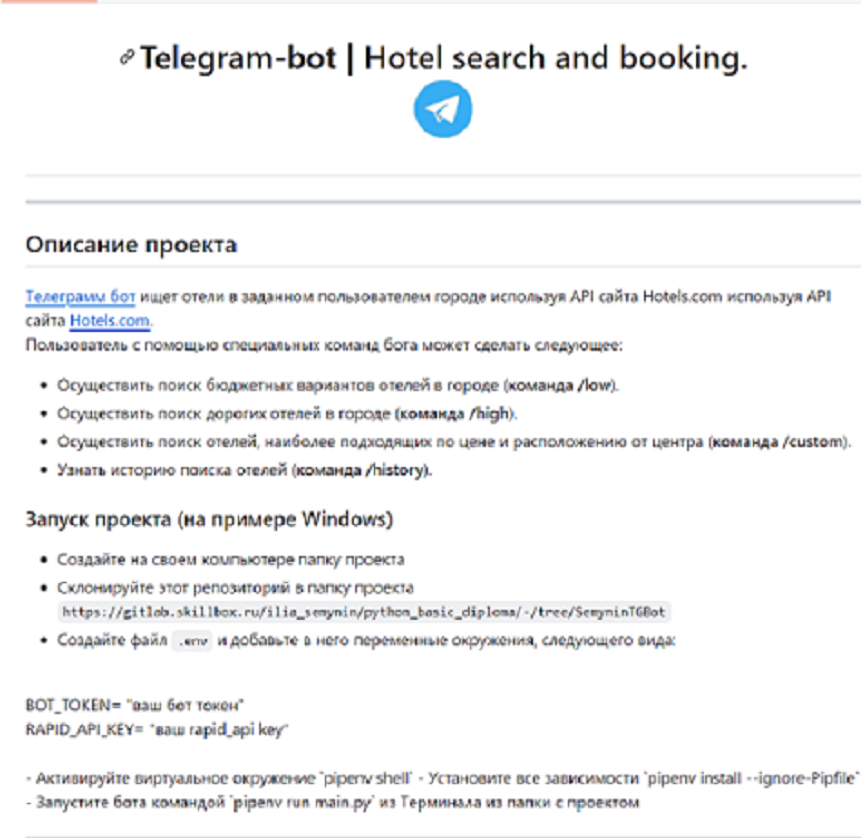 Telegram-bot | Hotel search and booking.
Описание проекта
Телеграмм бот ищет отели в заданном пользователем городе используя API сайта Hotels.com используя API
сайта Hotels.com.
Пользователь с помощью специальных команд бота может сделать следующее:
• Осуществить поиск бюджетных вариантов отелей в городе (команда /low).
• Осуществить поиск дорогих отелей в городе (команда /high).
• Осуществить поиск отелей, наиболее подходящих по цене и расположению от центра (команда /custom).
• Узнать историю поиска отелей (команда /history).
Запуск проекта (на примере Windows)
• Создайте на своем компьютере папку проекта
• Склонируйте этот репозиторий в папку проекта
https://gitlab.skillbox.ru/ilia_semynin/python_basic_diploma/-/tree/SemyninTGBot
• Создайте файл .env и добавьте в него переменные окружения, следующего вида:
BOT_TOKEN= "ваш бот токен"
RAPID_API_KEY= "ваш rapid_api key"
- Активируйте виртуальное окружение `pipenv shell` - Установите все зависимости `pipenv install --ignore-Pipfile`
- Запустите бота командой `pipenv run main.py` из Терминала из папки с проектом